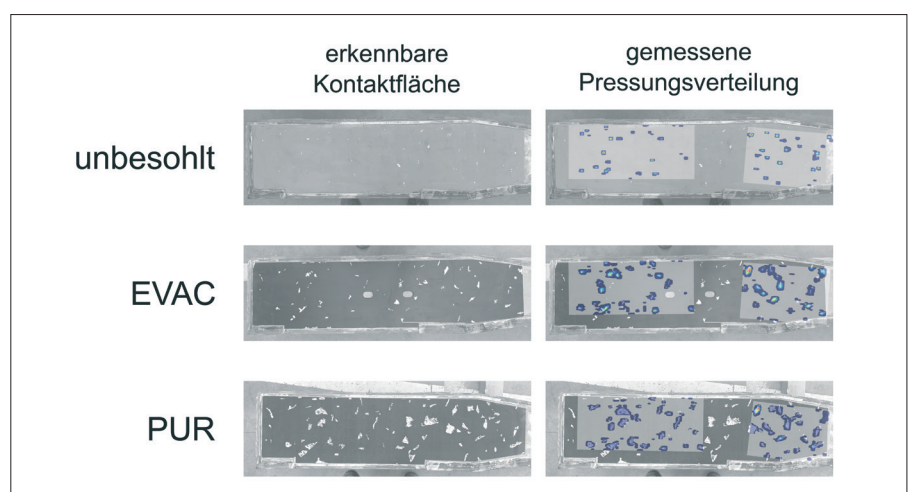 erkennbare
Kontaktfläche
gemessene
Pressungsverteilung
unbesohlt
EVAC
PUR